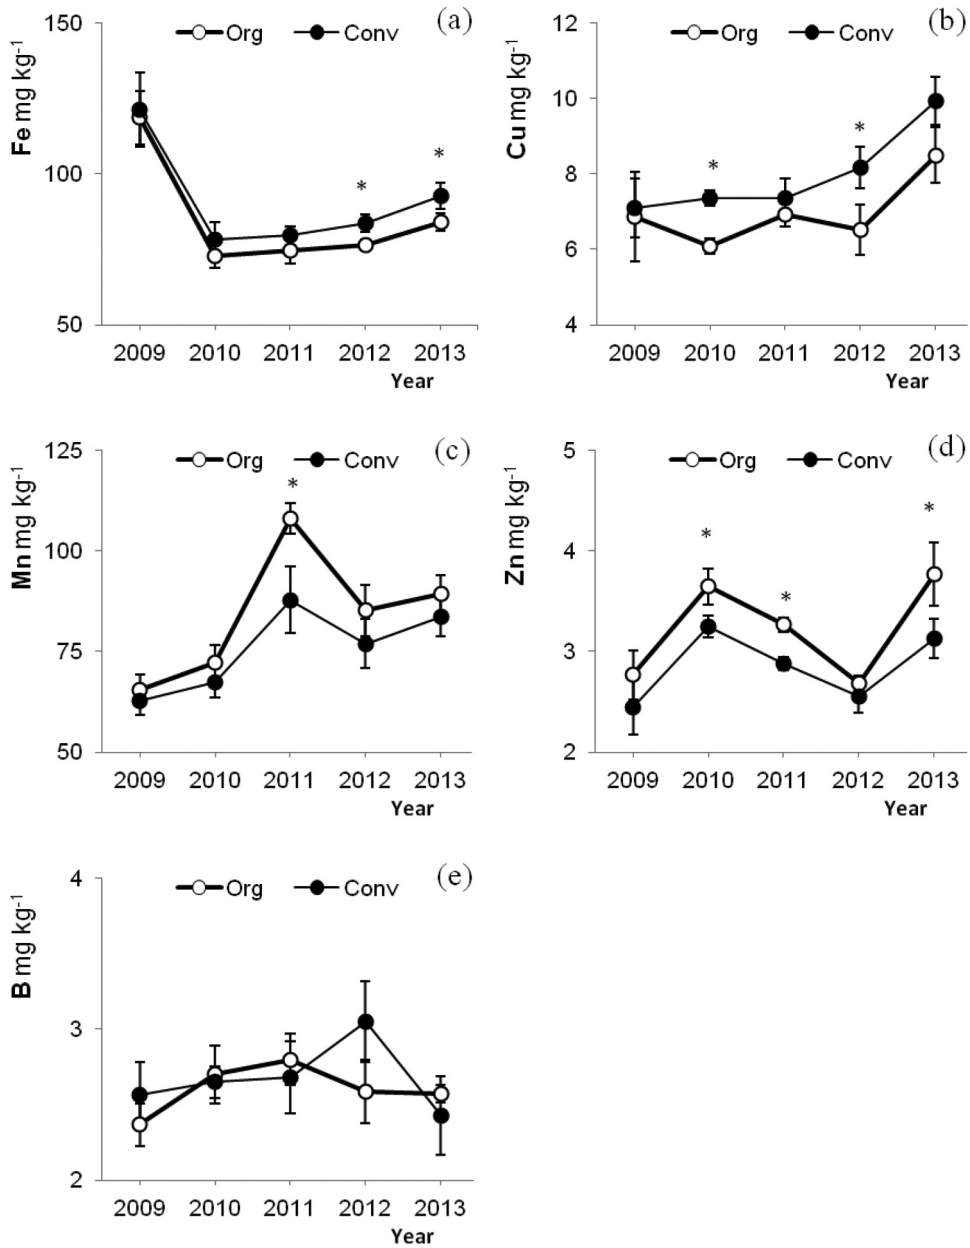 (a)
150
Org Conv
Fe mg kg-1
*
*
100
50
2009 2010 2011 2012 2013
Year
(b)
12
Org Conv
Cu mg kg-1
10
*
*
8
6
4
2009 2010 2011 2012 2013
Year
(c)
125
Org Conv
Mn mg kg-1
*
100
75
50
2009 2010 2011 2012 2013
Year
(d)
5
Org Conv
Zn mg kg-1
*
*
*
4
3
2
2009 2010 2011 2012 2013
Year
(e)
4
Org Conv
B mg kg-1
3
2
2009 2010 2011 2012 2013
Year